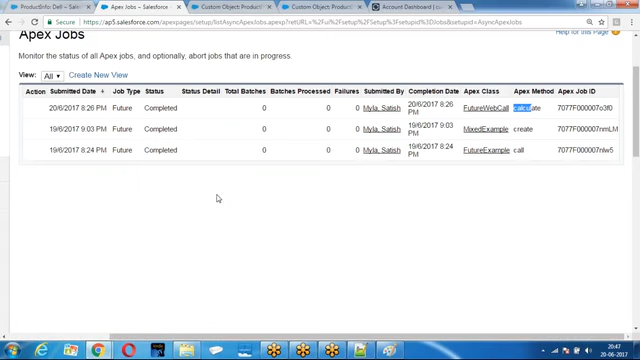 ProductInfo Dell ~ Salesf
Apex Jobs ~ Salesforce
Custom Object: Product
Custom Object: Product
Account Dashboard | ca
Secure https://ap5.salesforce.com/apexpages/setup/listAsyncApexJobs.apexp?retURL=%2Fui%2Fsetup%2FSetup%2Fsetupid%3DJobs&setupid=AsyncApexJobs
Apex Jobs
Help for this Page
Monitor the status of all Apex jobs, and optionally, abort jobs that are in progress.
View: All Create New View
Action Submitted Date Job Type Status Status Detail Total Batches Batches Processed Failures Submitted By Completion Date Apex Class Apex Method Apex Job ID
20/6/2017 8:26 PM Future Completed 0 0 0 Myla, Satish 20/6/2017 8:26 PM FutureWebCall calculate 7077F000007o3f0
19/6/2017 9:03 PM Future Completed 0 0 0 Myla, Satish 19/6/2017 9:03 PM MixedExample create 7077F000007nmLM
19/6/2017 8:24 PM Future Completed 0 0 0 Myla, Satish 19/6/2017 8:24 PM FutureExample call 7077F000007nlw5
20:47
20-06-2017